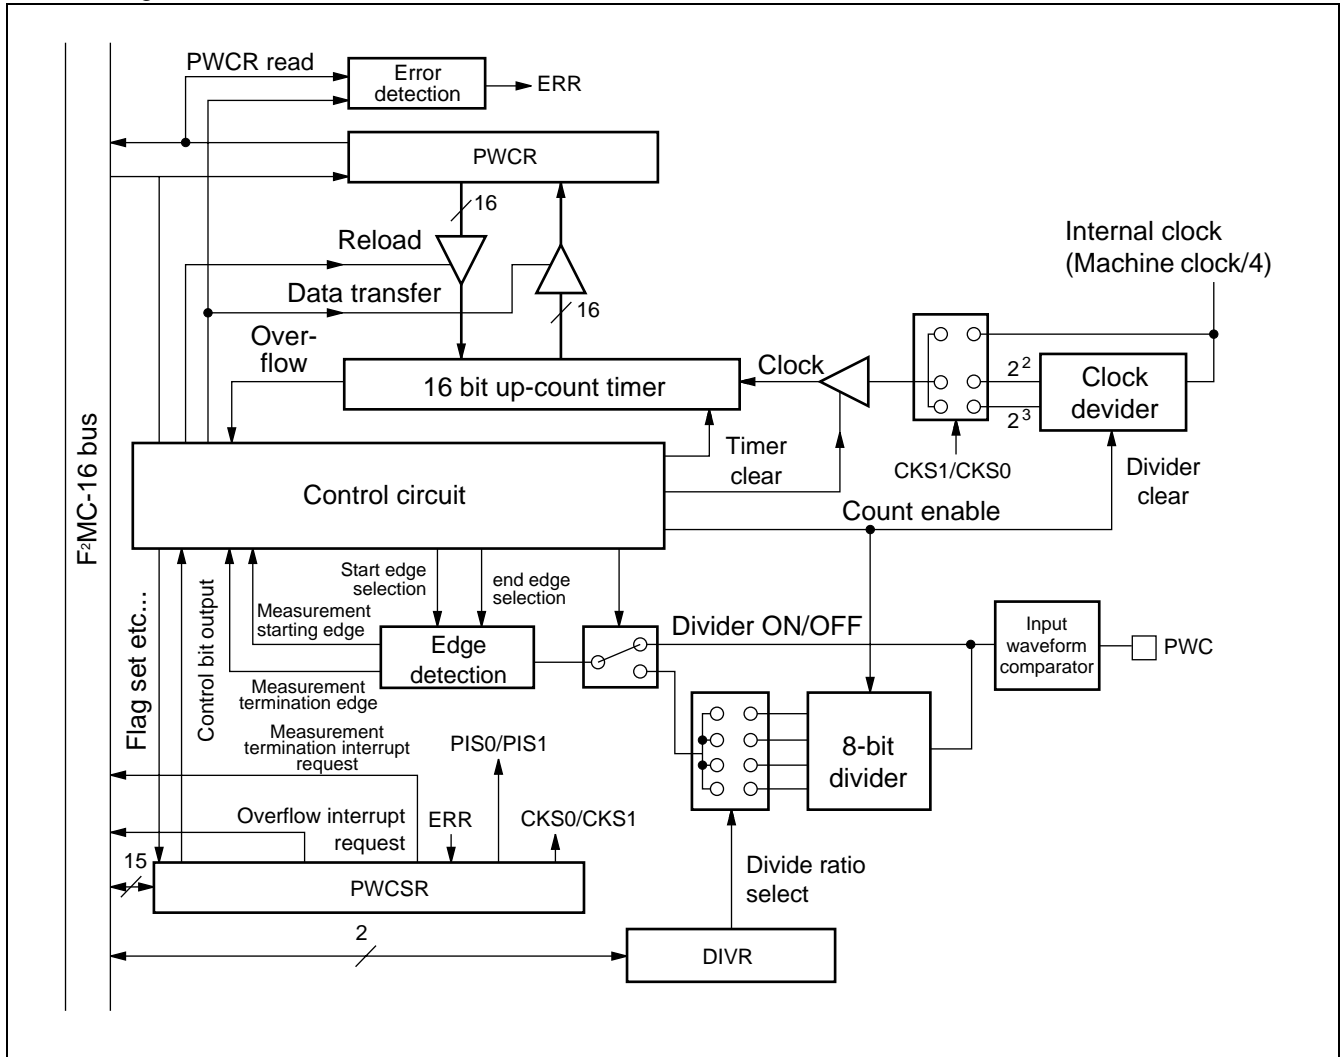 PWCR read
Error
detection
ERR
PWCR
16
Reload
Internal clock
(Machine clock/4)
Data transfer
16
Over-
flow
Clock
2²
Clock
devider
16 bit up-count timer
2³
F²MC-16 bus
Timer
clear
CKS1/CKS0
Divider
clear
Control circuit
Count enable
Flag set etc...
Control bit output
Start edge
selection
end edge
selection
Measurement
starting edge
Edge
detection
Divider ON/OFF
Input
waveform
comparator
PWC
Measurement
termination edge
Measurement
termination interrupt
request
PIS0/PIS1
8-bit
divider
Overflow interrupt
request
ERR
CKS0/CKS1
15
PWCSR
Divide ratio
select
2
DIVR